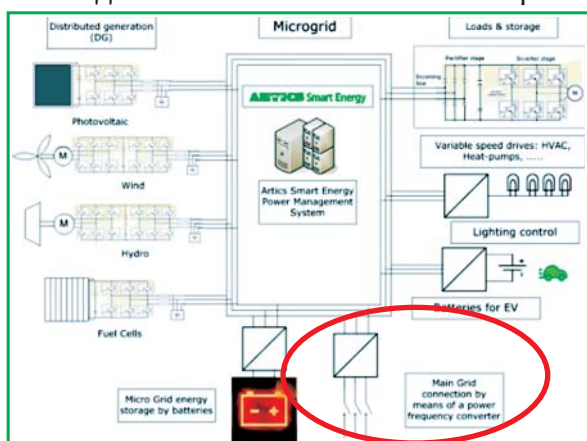 Distributed generation
(DG)
Microgrid
Loads & storage
Rectifier stage
Inverter stage
Incoming
line
M
ARTICS Smart Energy
Photovoltaic
M
Wind
Artics Smart Energy
Power Management
System
Variable speed drives: HVAC,
Heat-pumps, .....
M
Hydro
Lighting control
Fuel Cells
Batteries for EV
Micro Grid energy
storage by batteries
Main Grid
connection by
means of a power
frequency converter